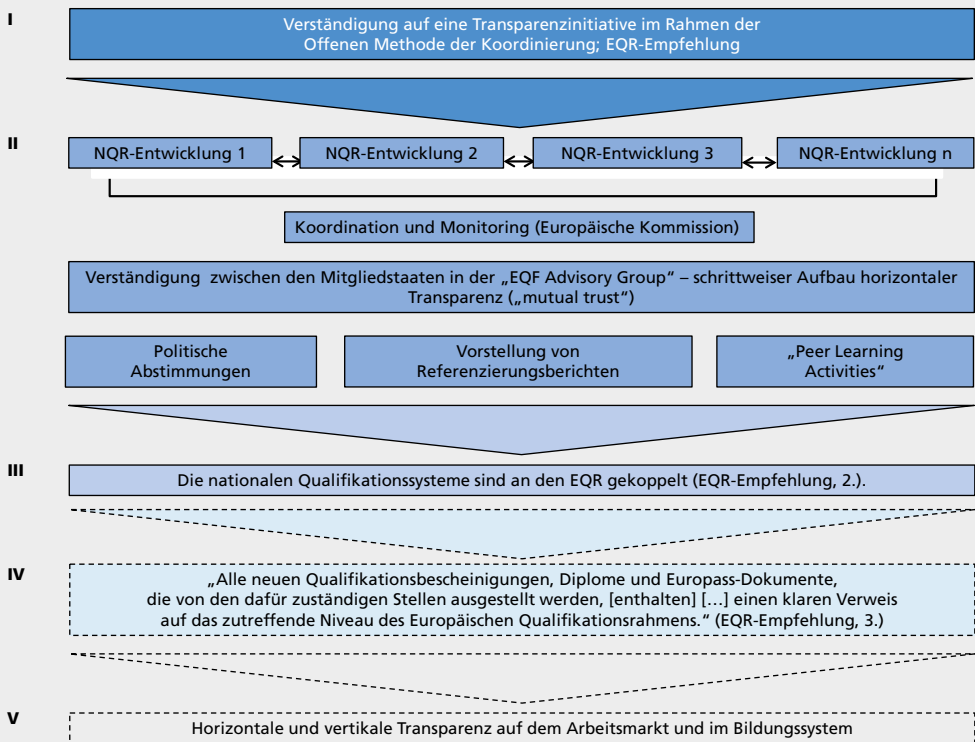 I
Verständigung auf eine Transparenzinitiative im Rahmen der
Offenen Methode der Koordinierung; EQR-Empfehlung
II
NQR-Entwicklung 1
NQR-Entwicklung 2
NQR-Entwicklung 3
NQR-Entwicklung n
Koordination und Monitoring (Europäische Kommission)
Verständigung zwischen den Mitgliedstaaten in der „EQF Advisory Group“ – schrittweiser Aufbau horizontaler
Transparenz („mutual trust“)
Politische
Abstimmungen
Vorstellung von
Referenzierungsberichten
„Peer Learning
Activities“
III
Die nationalen Qualifikationssysteme sind an den EQR gekoppelt (EQR-Empfehlung, 2.).
IV
„Alle neuen Qualifikationsbescheinigungen, Diplome und Europass-Dokumente,
die von den dafür zuständigen Stellen ausgestellt werden, [enthalten] […] einen klaren Verweis
auf das zutreffende Niveau des Europäischen Qualifikationsrahmens.“ (EQR-Empfehlung, 3.)
V
Horizontale und vertikale Transparenz auf dem Arbeitsmarkt und im Bildungssystem